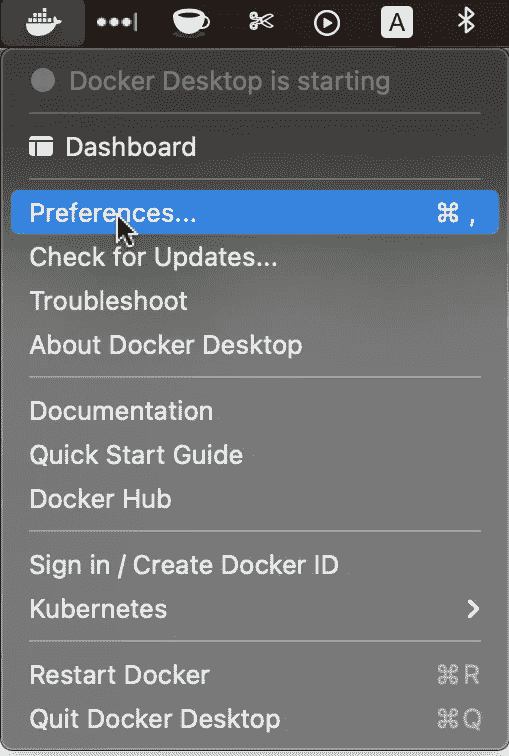 A
Docker Desktop is starting
Dashboard
Preferences... ⌘ ,
Check for Updates...
Troubleshoot
About Docker Desktop
Documentation
Quick Start Guide
Docker Hub
Sign in / Create Docker ID
Kubernetes
Restart Docker ⌘R
Quit Docker Desktop ⌘Q